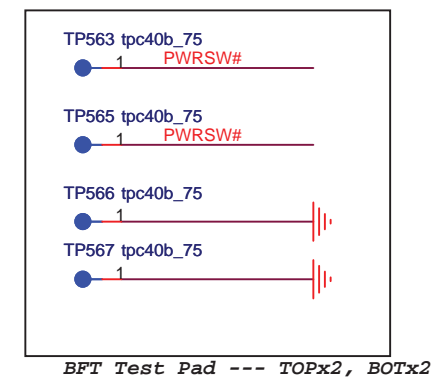 TP563 tpc40b_75
1 PWRSW#
TP565 tpc40b_75
1 PWRSW#
TP566 tpc40b_75
1
TP567 tpc40b_75
1
BFT Test Pad --- TOPx2, BOTx2